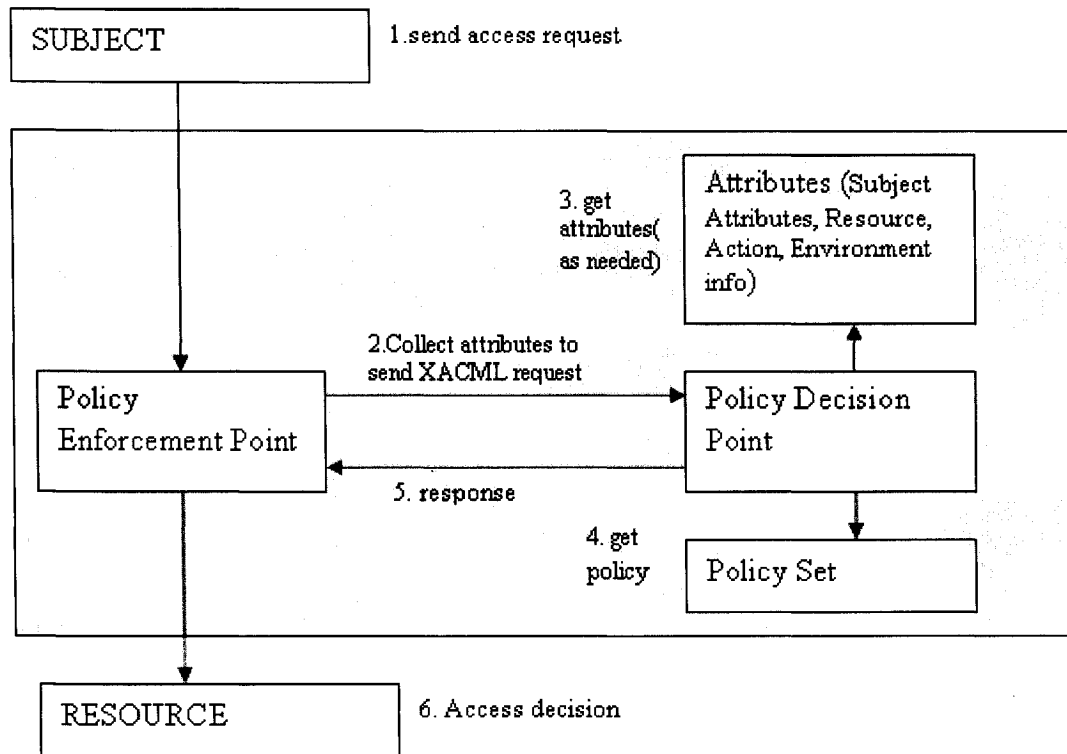 SUBJECT
1.send access request
3. get
attributes(
as needed)
Attributes (Subject
Attributes, Resource,
Action, Environment
info)
2.Collect attributes to
send XACML request
Policy
Enforcement Point
Policy Decision
Point
5. response
4. get
policy
Policy Set
RESOURCE
6. Access decision